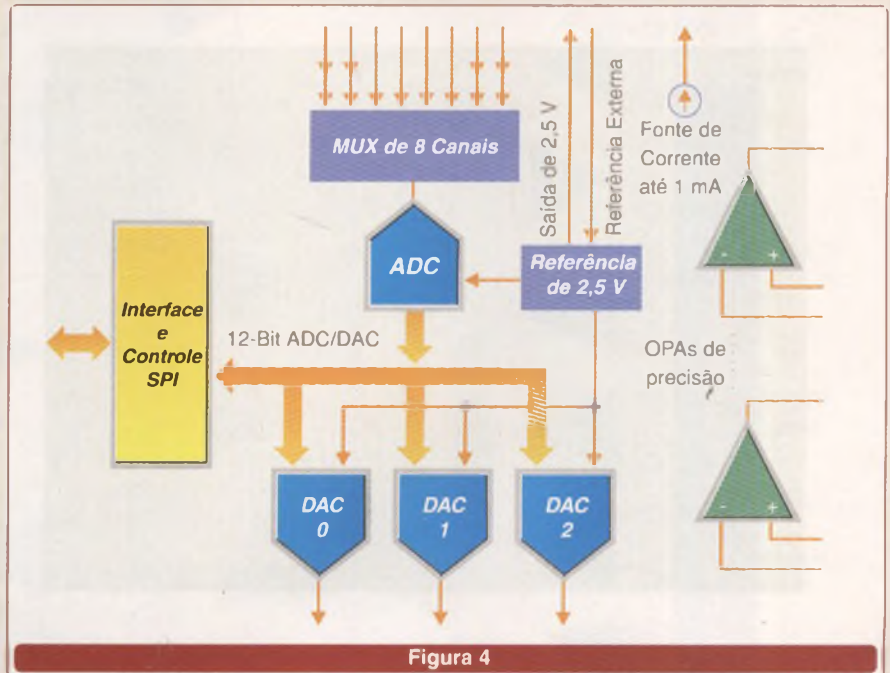 MUX de 8 Canais
Saída de 2,5 V
Referência Externa
Fonte de
Corrente
até 1 mA
ADC
Referência
de 2,5 V
Interface
e
Controle
SPI
12-Bit ADC/DAC
OPAs de
precisão
-
+
DAC
0
DAC
1
DAC
2
-
+
Figura 4